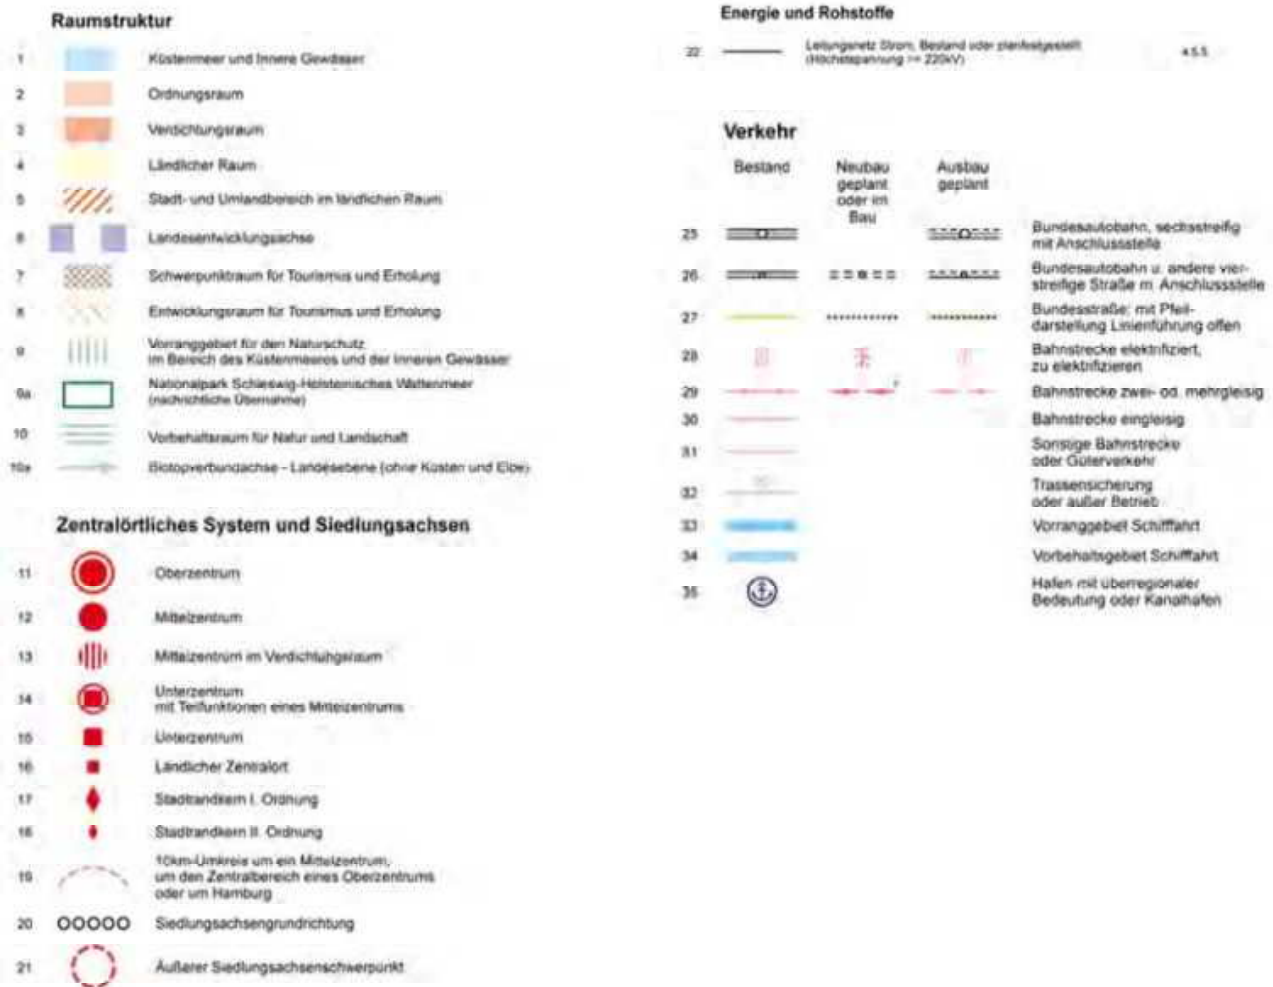 Raumstruktur
1 Küstenmeer und Innere Gewässer
2 Ordnungsraum
3 Verdichtungsraum
4 Ländlicher Raum
5 Stadt- und Umlandbereich im ländlichen Raum
6 Landesentwicklungsachse
7 Schwerpunktraum für Tourismus und Erholung
8 Entwicklungsraum für Tourismus und Erholung
9 Vorranggebiet für den Naturschutz
im Bereich des Küstenmeeres und der Inneren Gewässer
9a Nationalpark Schleswig-Holsteinisches Wattenmeer
(nachrichtliche Übernahme)
10 Vorbehaltsraum für Natur und Landschaft
10a Biotopverbundachse - Landesebene (ohne Küsten und Elbe)
Zentralörtliches System und Siedlungsachsen
11 Oberzentrum
12 Mittelzentrum
13 Mittelzentrum im Verdichtungsraum
14 Unterzentrum
mit Teilfunktionen eines Mittelzentrums
15 Unterzentrum
16 Ländlicher Zentralort
17 Stadtrandkern I. Ordnung
18 Stadtrandkern II. Ordnung
19 10km-Umkreis um ein Mittelzentrum,
um den Zentralbereich eines Oberzentrums
oder um Hamburg
20 Siedlungsachsengrundrichtung
21 Äußerer Siedlungsachsenschwerpunkt
Energie und Rohstoffe
22 Leitungsnetz Strom, Bestand oder planfestgestellt 4.5.5
(Höchstspannung >= 220kV)
Verkehr
Bestand Neubau Ausbau
geplant geplant
oder im
Bau
25 Bundesautobahn, sechsstreifig
mit Anschlussstelle
26 Bundesautobahn u. andere vier-
streifige Straße m. Anschlussstelle
27 Bundesstraße; mit Pfeil-
darstellung Linienführung offen
28 Bahnstrecke elektrifiziert,
zu elektrifizieren
29 Bahnstrecke zwei- od. mehrgleisig
30 Bahnstrecke eingleisig
31 Sonstige Bahnstrecke
oder Güterverkehr
32 Trassensicherung
oder außer Betrieb
33 Vorranggebiet Schifffahrt
34 Vorbehaltsgebiet Schifffahrt
35 Hafen mit überregionaler
Bedeutung oder Kanalhafen